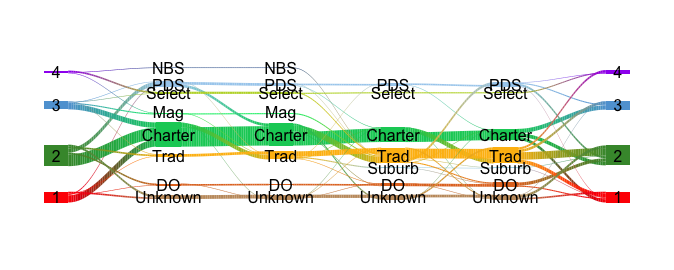 4 NBS NBS 4
PDS PDS PDS PDS
Select Select Select Select
3 Mag Mag 3
Charter Charter Charter Charter
2 Trad Trad Trad Trad 2
Suburb Suburb
DO DO DO DO
1 Unknown Unknown Unknown Unknown 1